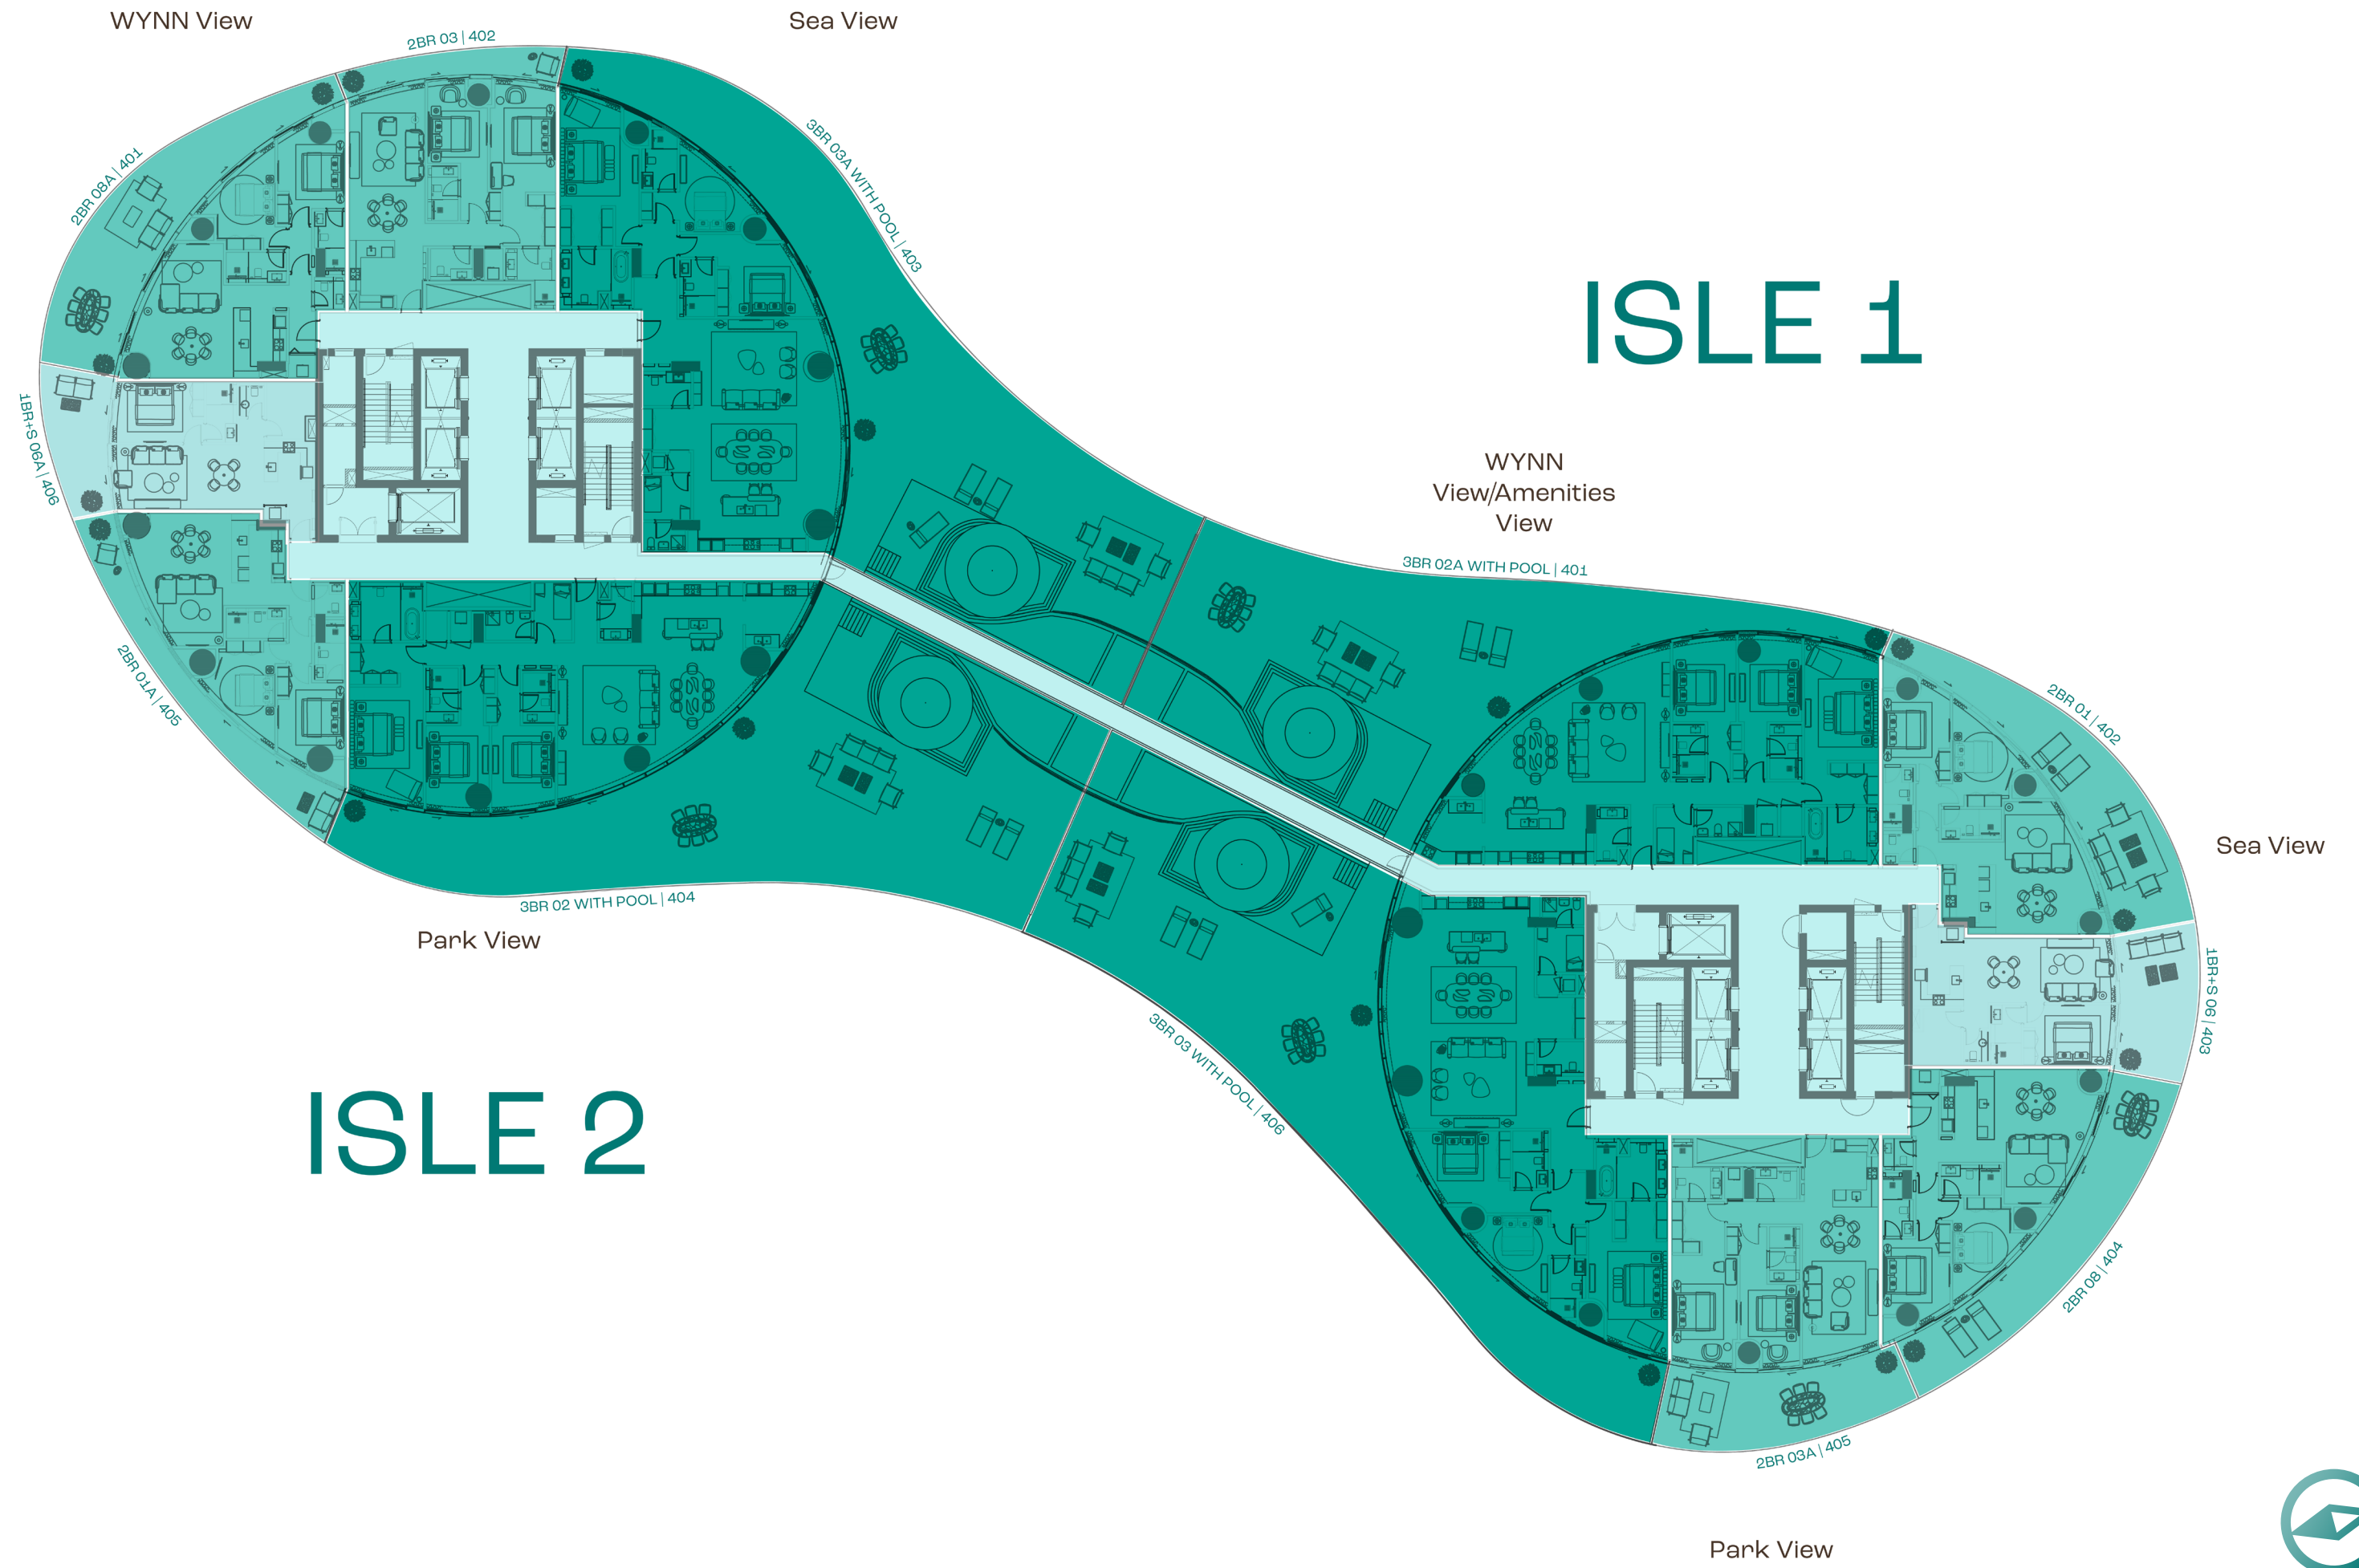 WYNN View
Sea View
2BR 03 | 402
2BR 08A | 401
3BR 03A WITH POOL | 403
ISLE 1
1BR+S 06A | 406
WYNN
View/Amenities
View
3BR 02A WITH POOL | 401
2BR 01A | 405
2BR 01 | 402
Sea View
3BR 02 WITH POOL | 404
Park View
1BR+S 06 | 403
3BR 03 WITH POOL | 406
ISLE 2
2BR 08 | 404
2BR 03A | 405
Park View